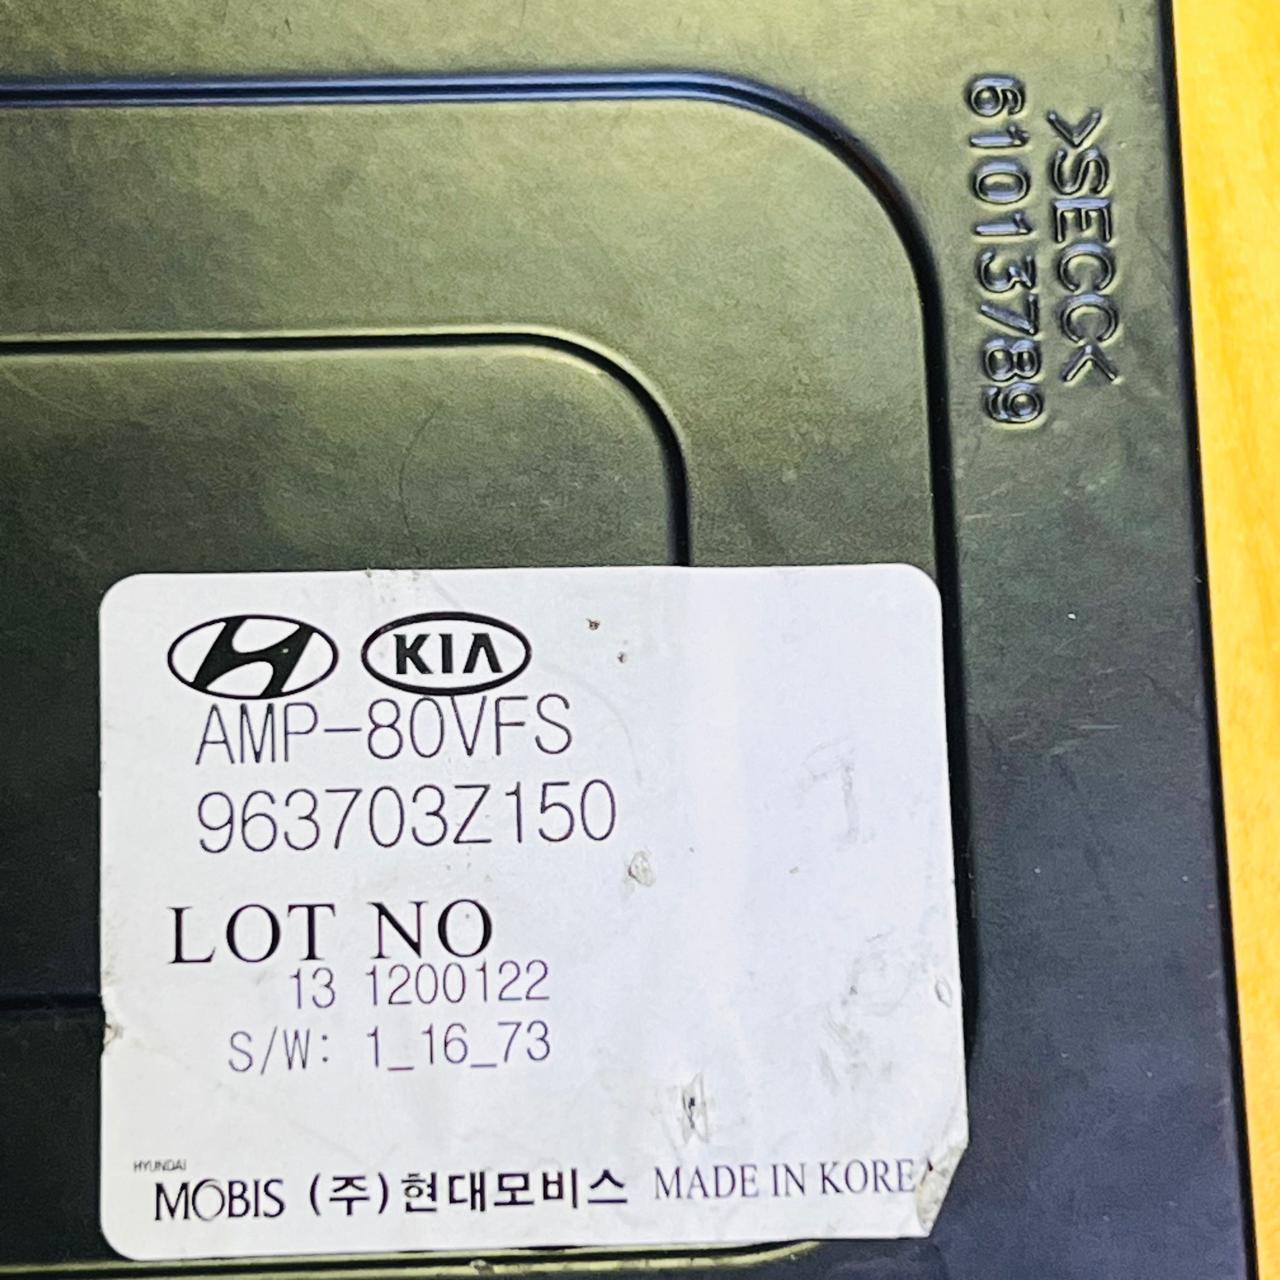 >SECC<
61013789
KIA
AMP-80VFS
963703Z150
LOT NO
13 1200122
S/W: 1_16_73
HYUNDAI
MOBIS (주)현대모비스 MADE IN KOREA